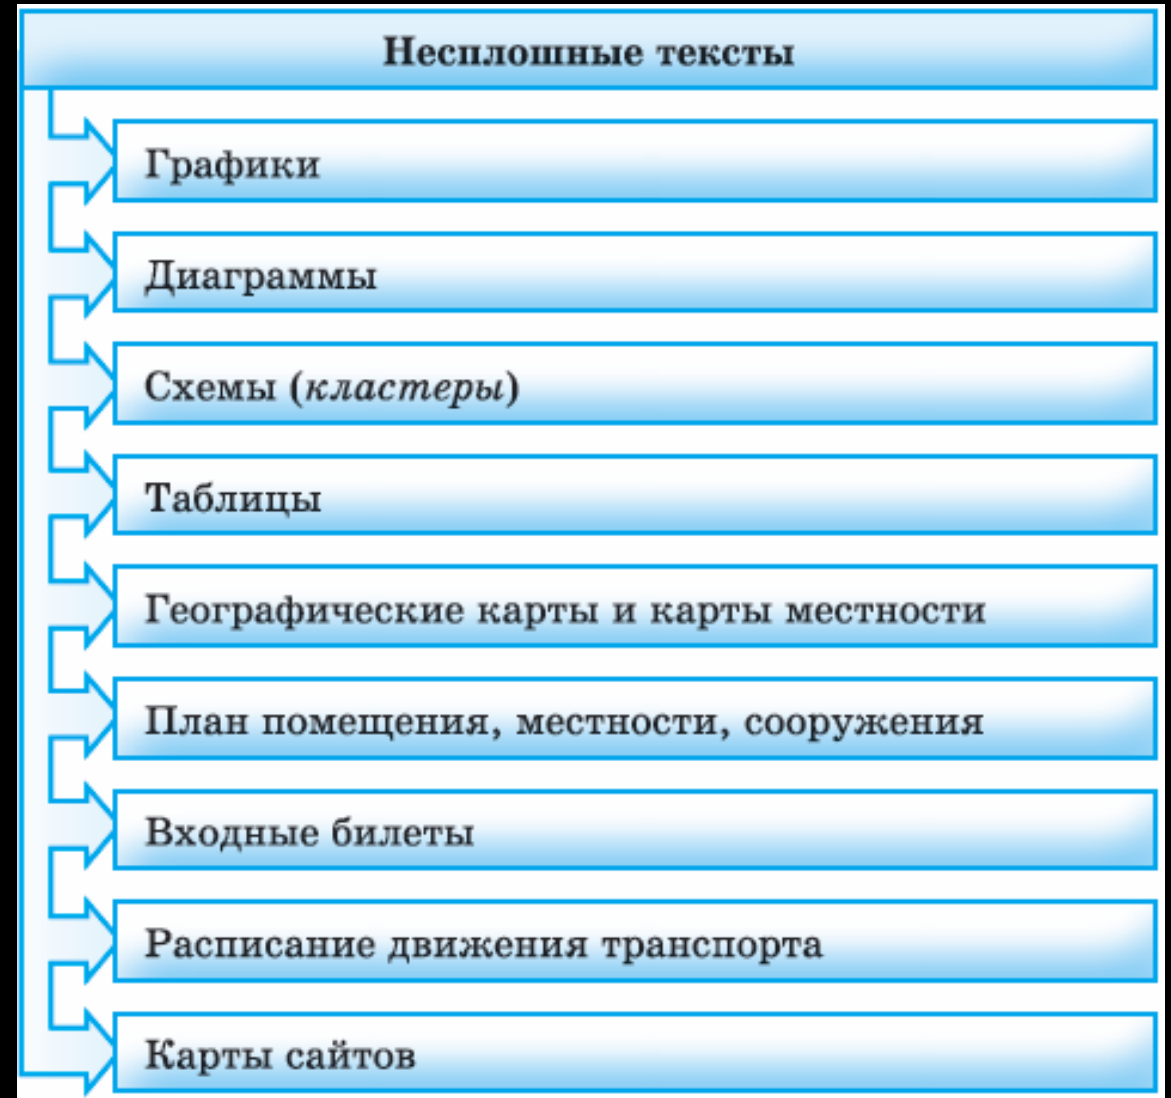 Несплошные тексты
Графики
Диаграммы
Схемы (кластеры)
Таблицы
Географические карты и карты местности
План помещения, местности, сооружения
Входные билеты
Расписание движения транспорта
Карты сайтов